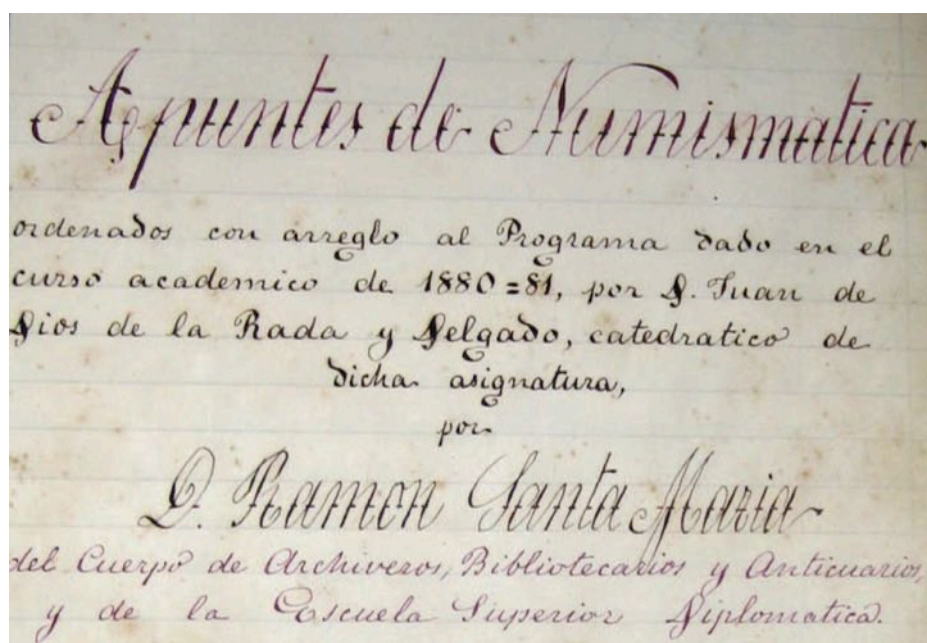 Apuntes de Numismatica
ordenados con arreglo al Programa dado en el
curso academico de 1880=81, por D. Juan de
Dios de la Rada y Delgado, catedratico de
dicha asignatura,
por
D. Ramon Santa Maria
del Cuerpo de Archiveros, Bibliotecarios y Anticuarios,
y de la Escuela Superior Diplomatica.